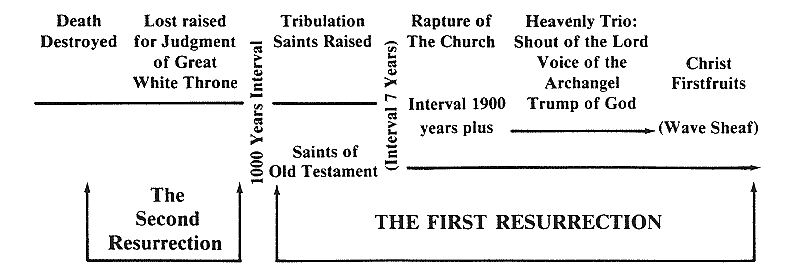 Death
Destroyed
Lost raised
for Judgment
of Great
White Throne
1000 Years Interval
Tribulation
Saints Raised
Saints of
Old Testament
(Interval 7 Years)
Rapture of
The Church
Interval 1900
years plus
Heavenly Trio:
Shout of the Lord
Voice of the
Archangel
Trump of God
Christ
Firstfruits
(Wave Sheaf)
The
Second
Resurrection
THE FIRST RESURRECTION